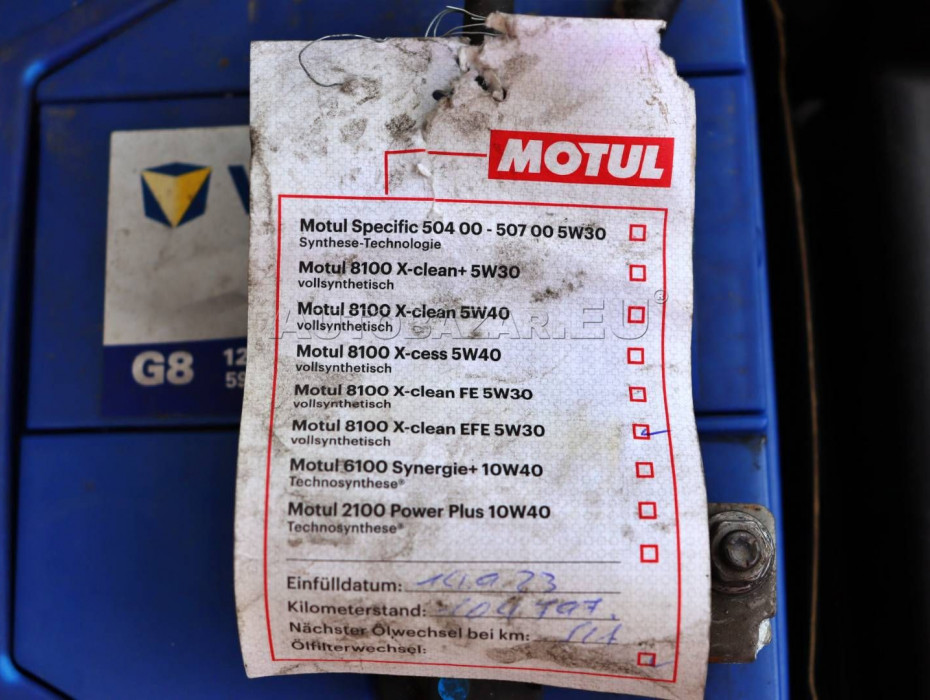 MOTUL
Motul Specific 504 00 - 507 00 5W30
Synthese-Technologie
Motul 8100 X-clean+ 5W30
vollsynthetisch
Motul 8100 X-clean 5W40
vollsynthetisch
AUTOBAZAR.EU®
Motul 8100 X-cess 5W40
vollsynthetisch
G8
12
59
Motul 8100 X-clean FE 5W30
vollsynthetisch
Motul 8100 X-clean EFE 5W30
vollsynthetisch
Motul 6100 Synergie+ 10W40
Technosynthese®
Motul 2100 Power Plus 10W40
Technosynthese®
Einfülldatum: 14.9.23
Kilometerstand:
Nächster Ölwechsel bei km:
Ölfilterwechsel: